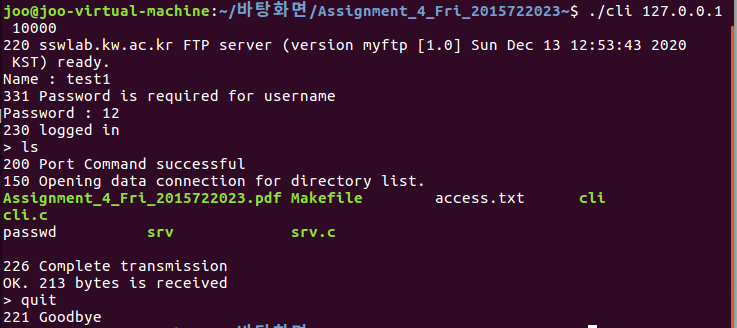 joo@joo-virtual-machine:~/바탕화면/Assignment_4_Fri_2015722023~$ ./cli 127.0.0.1
10000
220 sswlab.kw.ac.kr FTP server (version myftp [1.0] Sun Dec 13 12:53:43 2020
KST) ready.
Name : test1
331 Password is required for username
Password : 12
230 logged in
> ls
200 Port Command successful
150 Opening data connection for directory list.
Assignment_4_Fri_2015722023.pdf Makefile access.txt cli
cli.c
passwd srv srv.c
226 Complete transmission
OK. 213 bytes is received
> quit
221 Goodbye